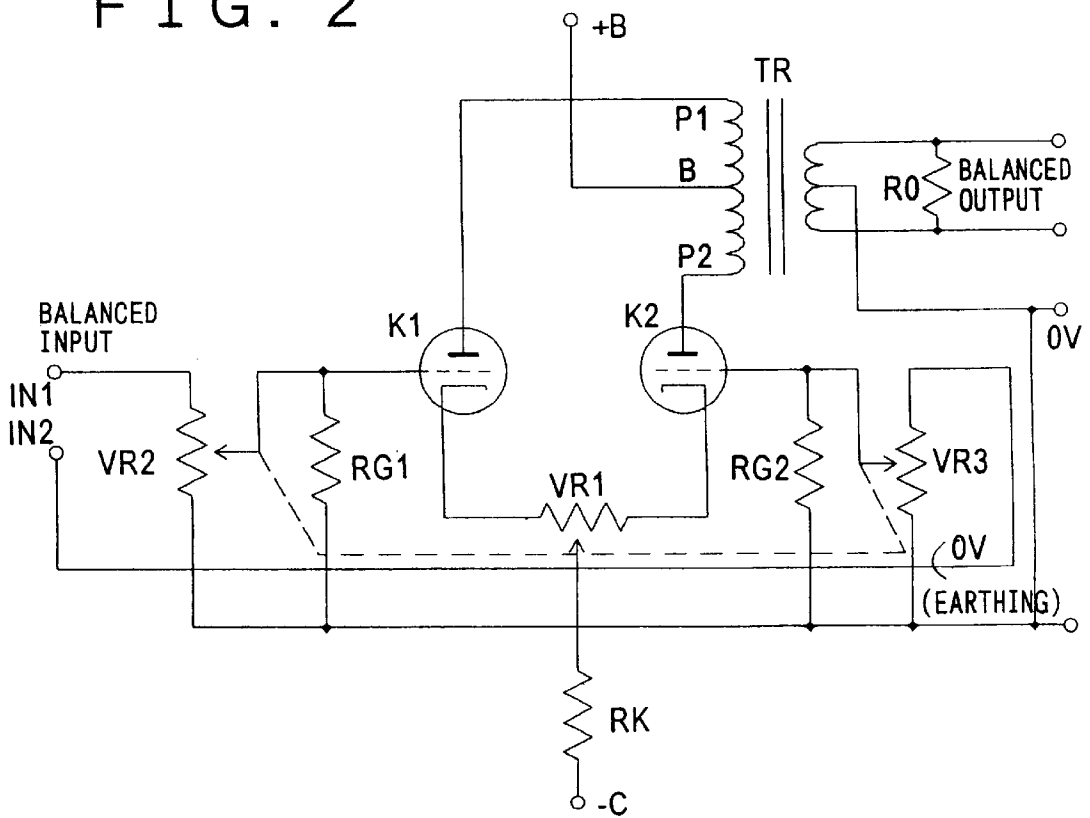 FIG. 2
+B
TR
P1
B
P2
R0
BALANCED
OUTPUT
0V
BALANCED
INPUT
IN1
IN2
K1
K2
VR2
RG1
VR1
RG2
VR3
0V
(EARTHING)
RK
-C